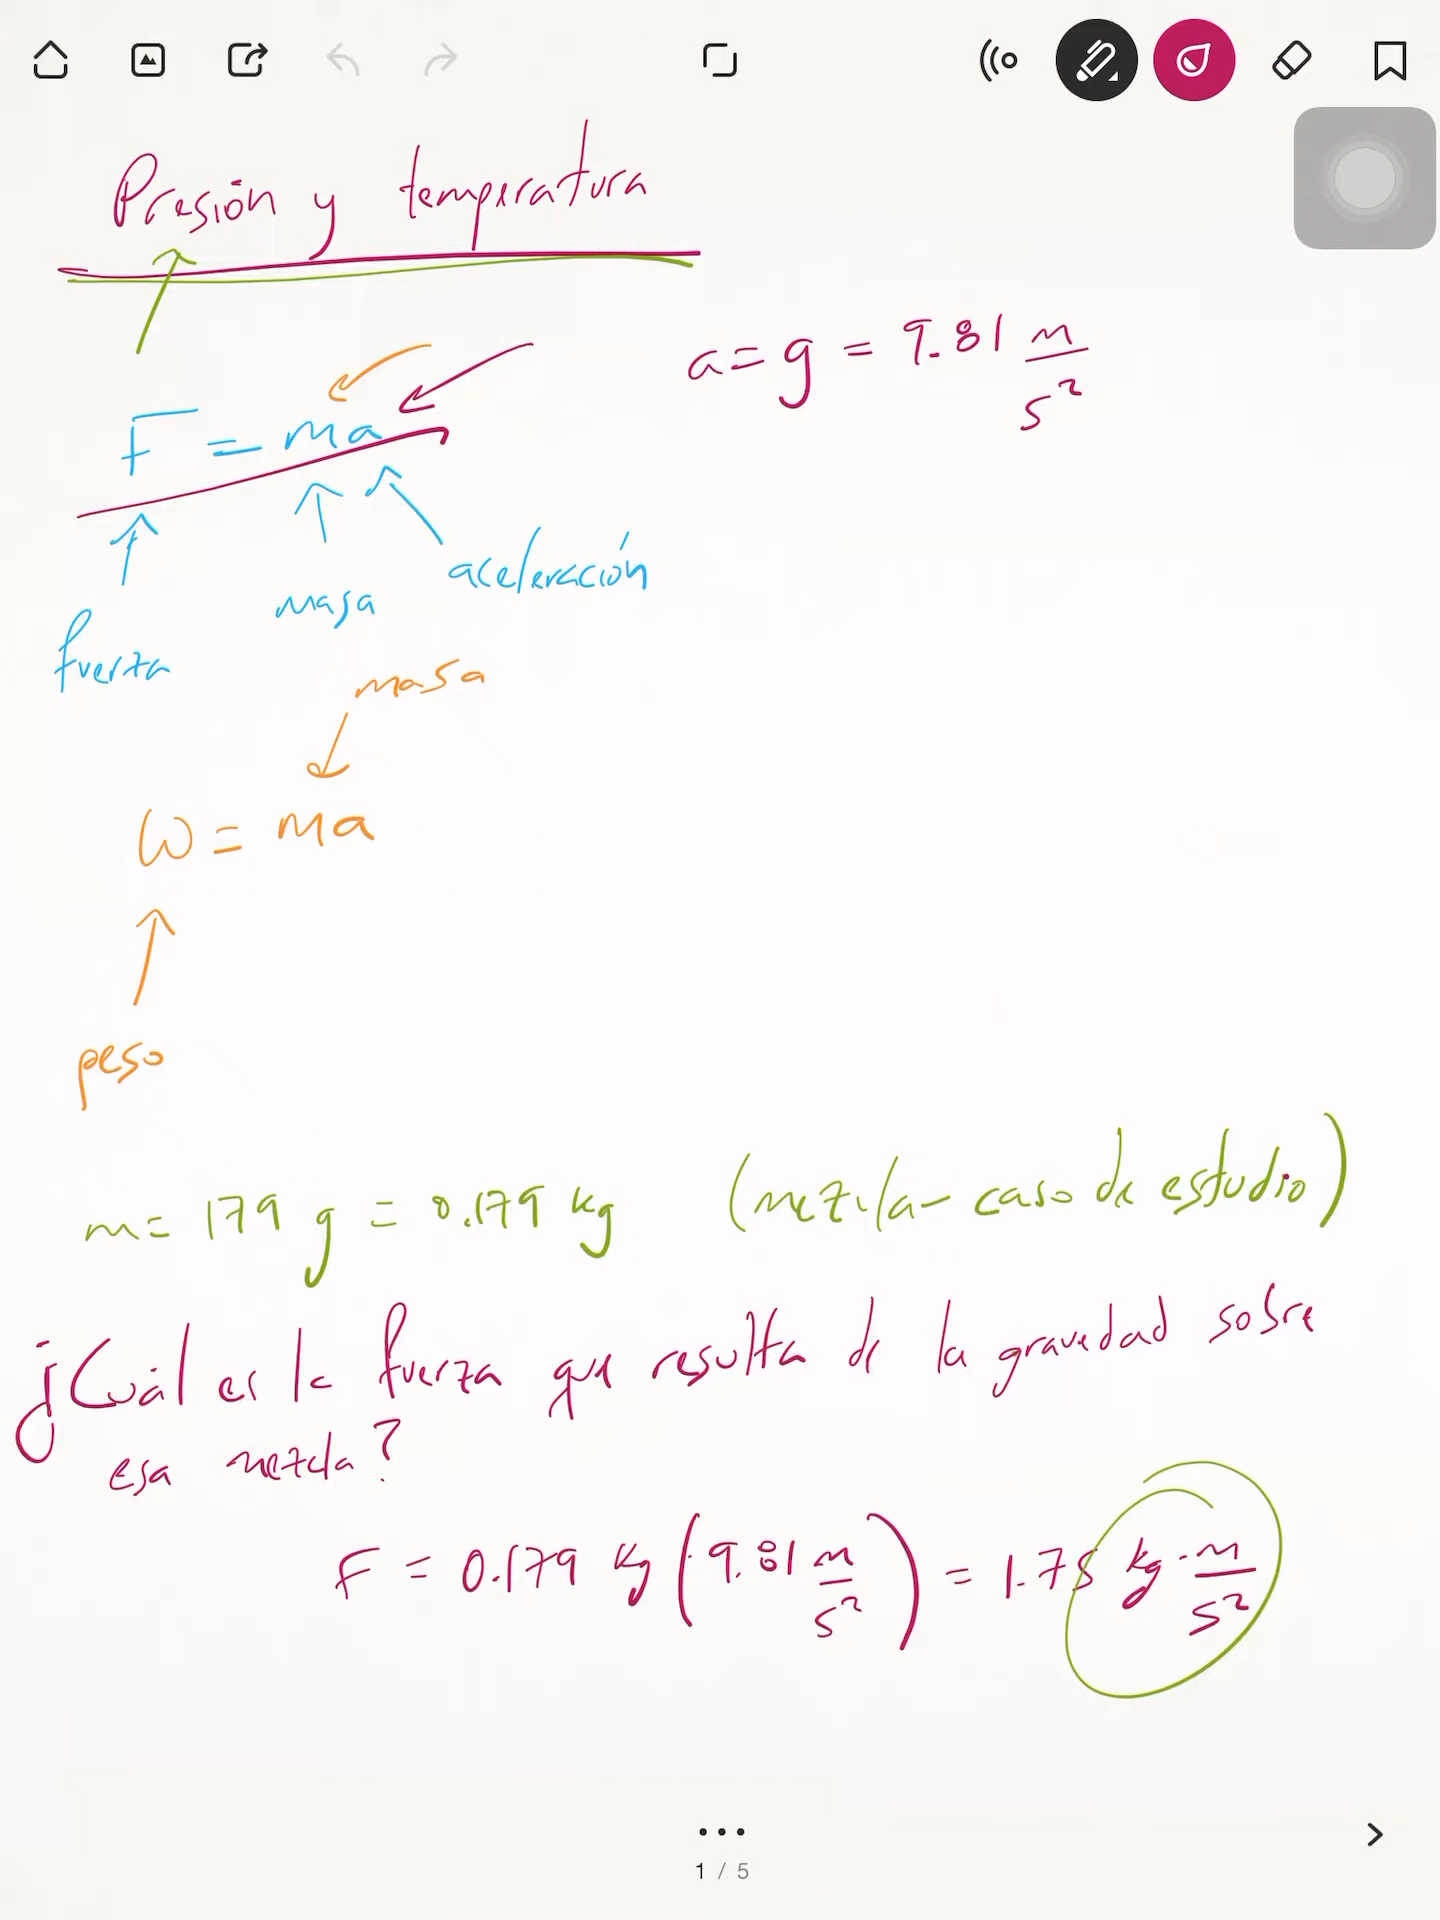 Presión y temperatura
a = g = 9.81 m/s²
F = ma
aceleración
masa
fuerza
masa
W = ma
peso
m = 179 g = 0.179 kg (mezcla - caso de estudio)
¿Cuál es la fuerza que resulta de la gravedad sobre
esa mezcla?
F = 0.179 kg (9.81 m/s²) = 1.75 kg · m/s²
1 / 5